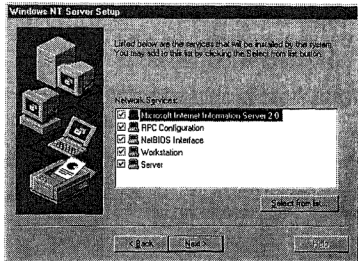 Windows NT Server Setup
Listed below are the services that will be installed by the system.
You may add to this list by clicking the Select from list button.
Network Services:
Microsoft Internet Information Server 2.0
RPC Configuration
NetBIOS Interface
Workstation
Server
Select from list...
< Back
Next >
Help